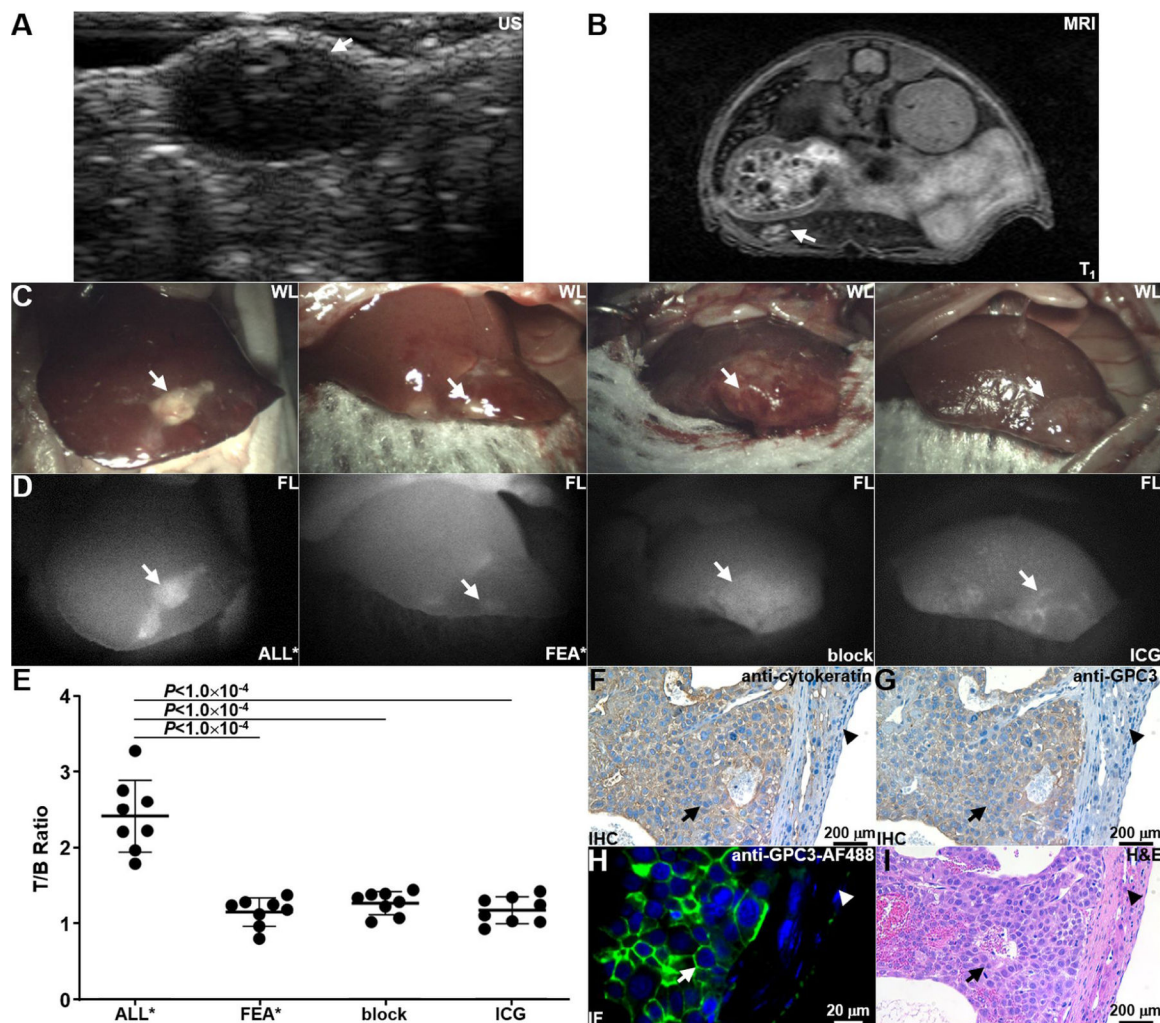 A
US
B
MRI
T1
C
WL
WL
WL
WL
D
FL
FL
FL
FL
ALL*
FEA*
block
ICG
E
P<1.0×10-4
P<1.0×10-4
P<1.0×10-4
4
3
2
1
0
T/B Ratio
ALL*
FEA*
block
ICG
F
anti-cytokeratin
IHC
200 μm
G
anti-GPC3
IHC
200 μm
H
anti-GPC3-AF488
IF
20 μm
I
H&E
200 μm